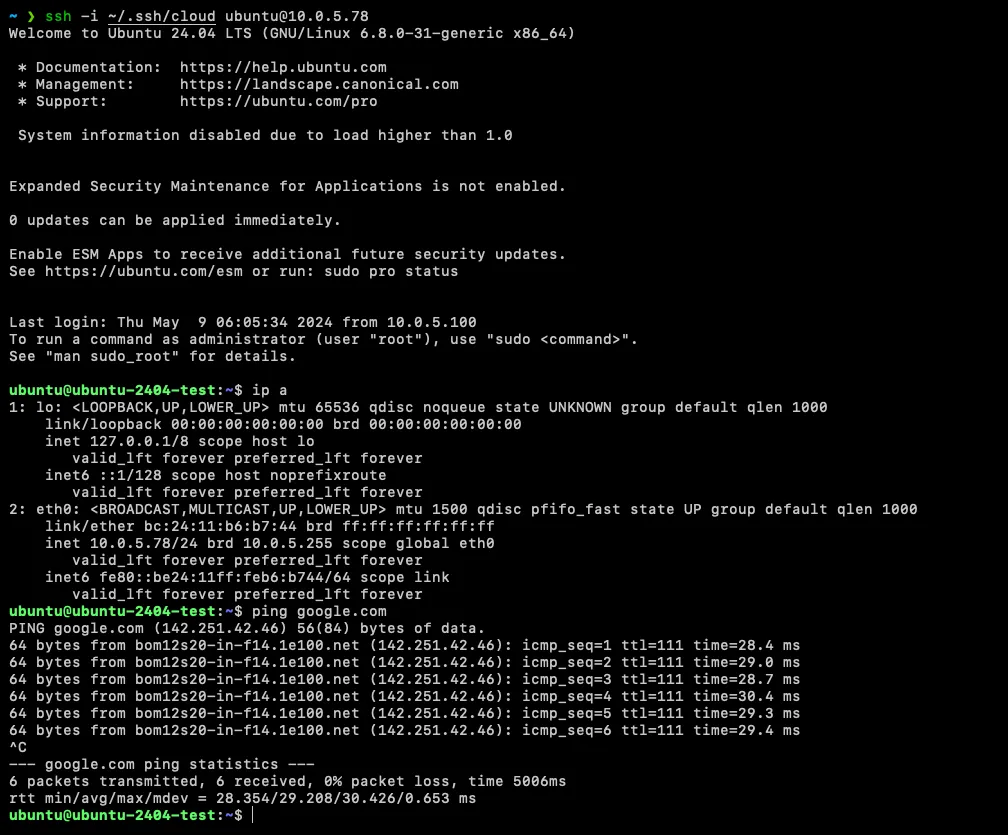 ~ ❯ ssh -i ~/.ssh/cloud ubuntu@10.0.5.78
Welcome to Ubuntu 24.04 LTS (GNU/Linux 6.8.0-31-generic x86_64)

 * Documentation:  https://help.ubuntu.com
 * Management:     https://landscape.canonical.com
 * Support:        https://ubuntu.com/pro

 System information disabled due to load higher than 1.0


Expanded Security Maintenance for Applications is not enabled.

0 updates can be applied immediately.

Enable ESM Apps to receive additional future security updates.
See https://ubuntu.com/esm or run: sudo pro status


Last login: Thu May  9 06:05:34 2024 from 10.0.5.100
To run a command as administrator (user "root"), use "sudo <command>".
See "man sudo_root" for details.

ubuntu@ubuntu-2404-test:~$ ip a
1: lo: <LOOPBACK,UP,LOWER_UP> mtu 65536 qdisc noqueue state UNKNOWN group default qlen 1000
    link/loopback 00:00:00:00:00:00 brd 00:00:00:00:00:00
    inet 127.0.0.1/8 scope host lo
       valid_lft forever preferred_lft forever
    inet6 ::1/128 scope host noprefixroute
       valid_lft forever preferred_lft forever
2: eth0: <BROADCAST,MULTICAST,UP,LOWER_UP> mtu 1500 qdisc pfifo_fast state UP group default qlen 1000
    link/ether bc:24:11:b6:b7:44 brd ff:ff:ff:ff:ff:ff
    inet 10.0.5.78/24 brd 10.0.5.255 scope global eth0
       valid_lft forever preferred_lft forever
    inet6 fe80::be24:11ff:feb6:b744/64 scope link
       valid_lft forever preferred_lft forever
ubuntu@ubuntu-2404-test:~$ ping google.com
PING google.com (142.251.42.46) 56(84) bytes of data.
64 bytes from bom12s20-in-f14.1e100.net (142.251.42.46): icmp_seq=1 ttl=111 time=28.4 ms
64 bytes from bom12s20-in-f14.1e100.net (142.251.42.46): icmp_seq=2 ttl=111 time=29.0 ms
64 bytes from bom12s20-in-f14.1e100.net (142.251.42.46): icmp_seq=3 ttl=111 time=28.7 ms
64 bytes from bom12s20-in-f14.1e100.net (142.251.42.46): icmp_seq=4 ttl=111 time=30.4 ms
64 bytes from bom12s20-in-f14.1e100.net (142.251.42.46): icmp_seq=5 ttl=111 time=29.3 ms
64 bytes from bom12s20-in-f14.1e100.net (142.251.42.46): icmp_seq=6 ttl=111 time=29.4 ms
^C
--- google.com ping statistics ---
6 packets transmitted, 6 received, 0% packet loss, time 5006ms
rtt min/avg/max/mdev = 28.354/29.208/30.426/0.653 ms
ubuntu@ubuntu-2404-test:~$